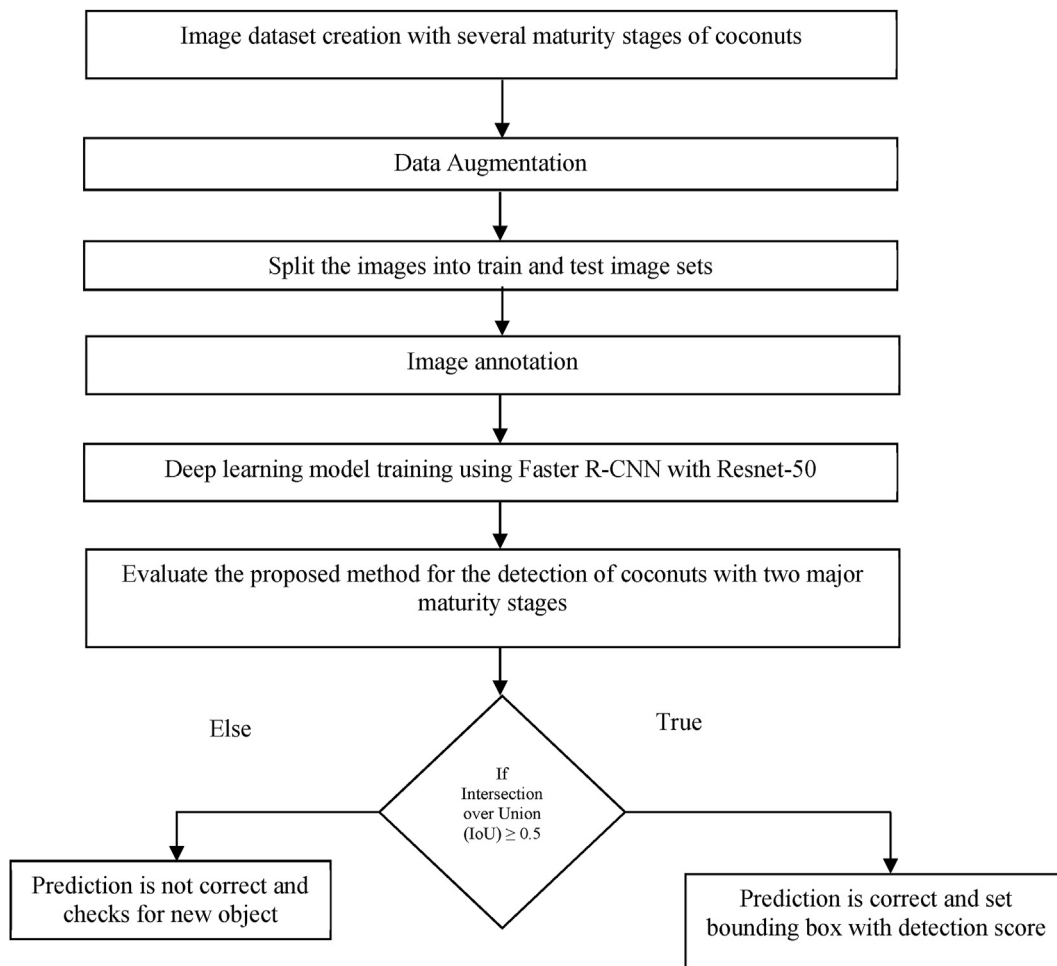 Image dataset creation with several maturity stages of coconuts
Data Augmentation
Split the images into train and test image sets
Image annotation
Deep learning model training using Faster R-CNN with Resnet-50
Evaluate the proposed method for the detection of coconuts with two major
maturity stages
Else
True
If
Intersection
over Union
(IoU) ≥ 0.5
Prediction is not correct and
checks for new object
Prediction is correct and set
bounding box with detection score